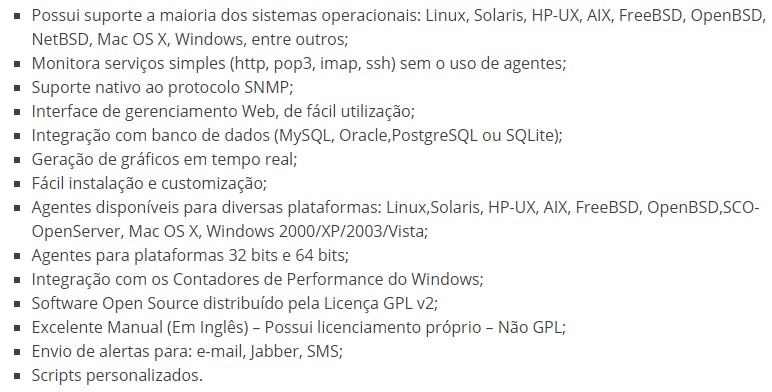 ▪ Possui suporte a maioria dos sistemas operacionais: Linux, Solaris, HP-UX, AIX, FreeBSD, OpenBSD,
NetBSD, Mac OS X, Windows, entre outros;
▪ Monitora serviços simples (http, pop3, imap, ssh) sem o uso de agentes;
▪ Suporte nativo ao protocolo SNMP;
▪ Interface de gerenciamento Web, de fácil utilização;
▪ Integração com banco de dados (MySQL, Oracle,PostgreSQL ou SQLite);
▪ Geração de gráficos em tempo real;
▪ Fácil instalação e customização;
▪ Agentes disponíveis para diversas plataformas: Linux,Solaris, HP-UX, AIX, FreeBSD, OpenBSD,SCO-
OpenServer, Mac OS X, Windows 2000/XP/2003/Vista;
▪ Agentes para plataformas 32 bits e 64 bits;
▪ Integração com os Contadores de Performance do Windows;
▪ Software Open Source distribuído pela Licença GPL v2;
▪ Excelente Manual (Em Inglês) – Possui licenciamento próprio – Não GPL;
▪ Envio de alertas para: e-mail, Jabber, SMS;
▪ Scripts personalizados.